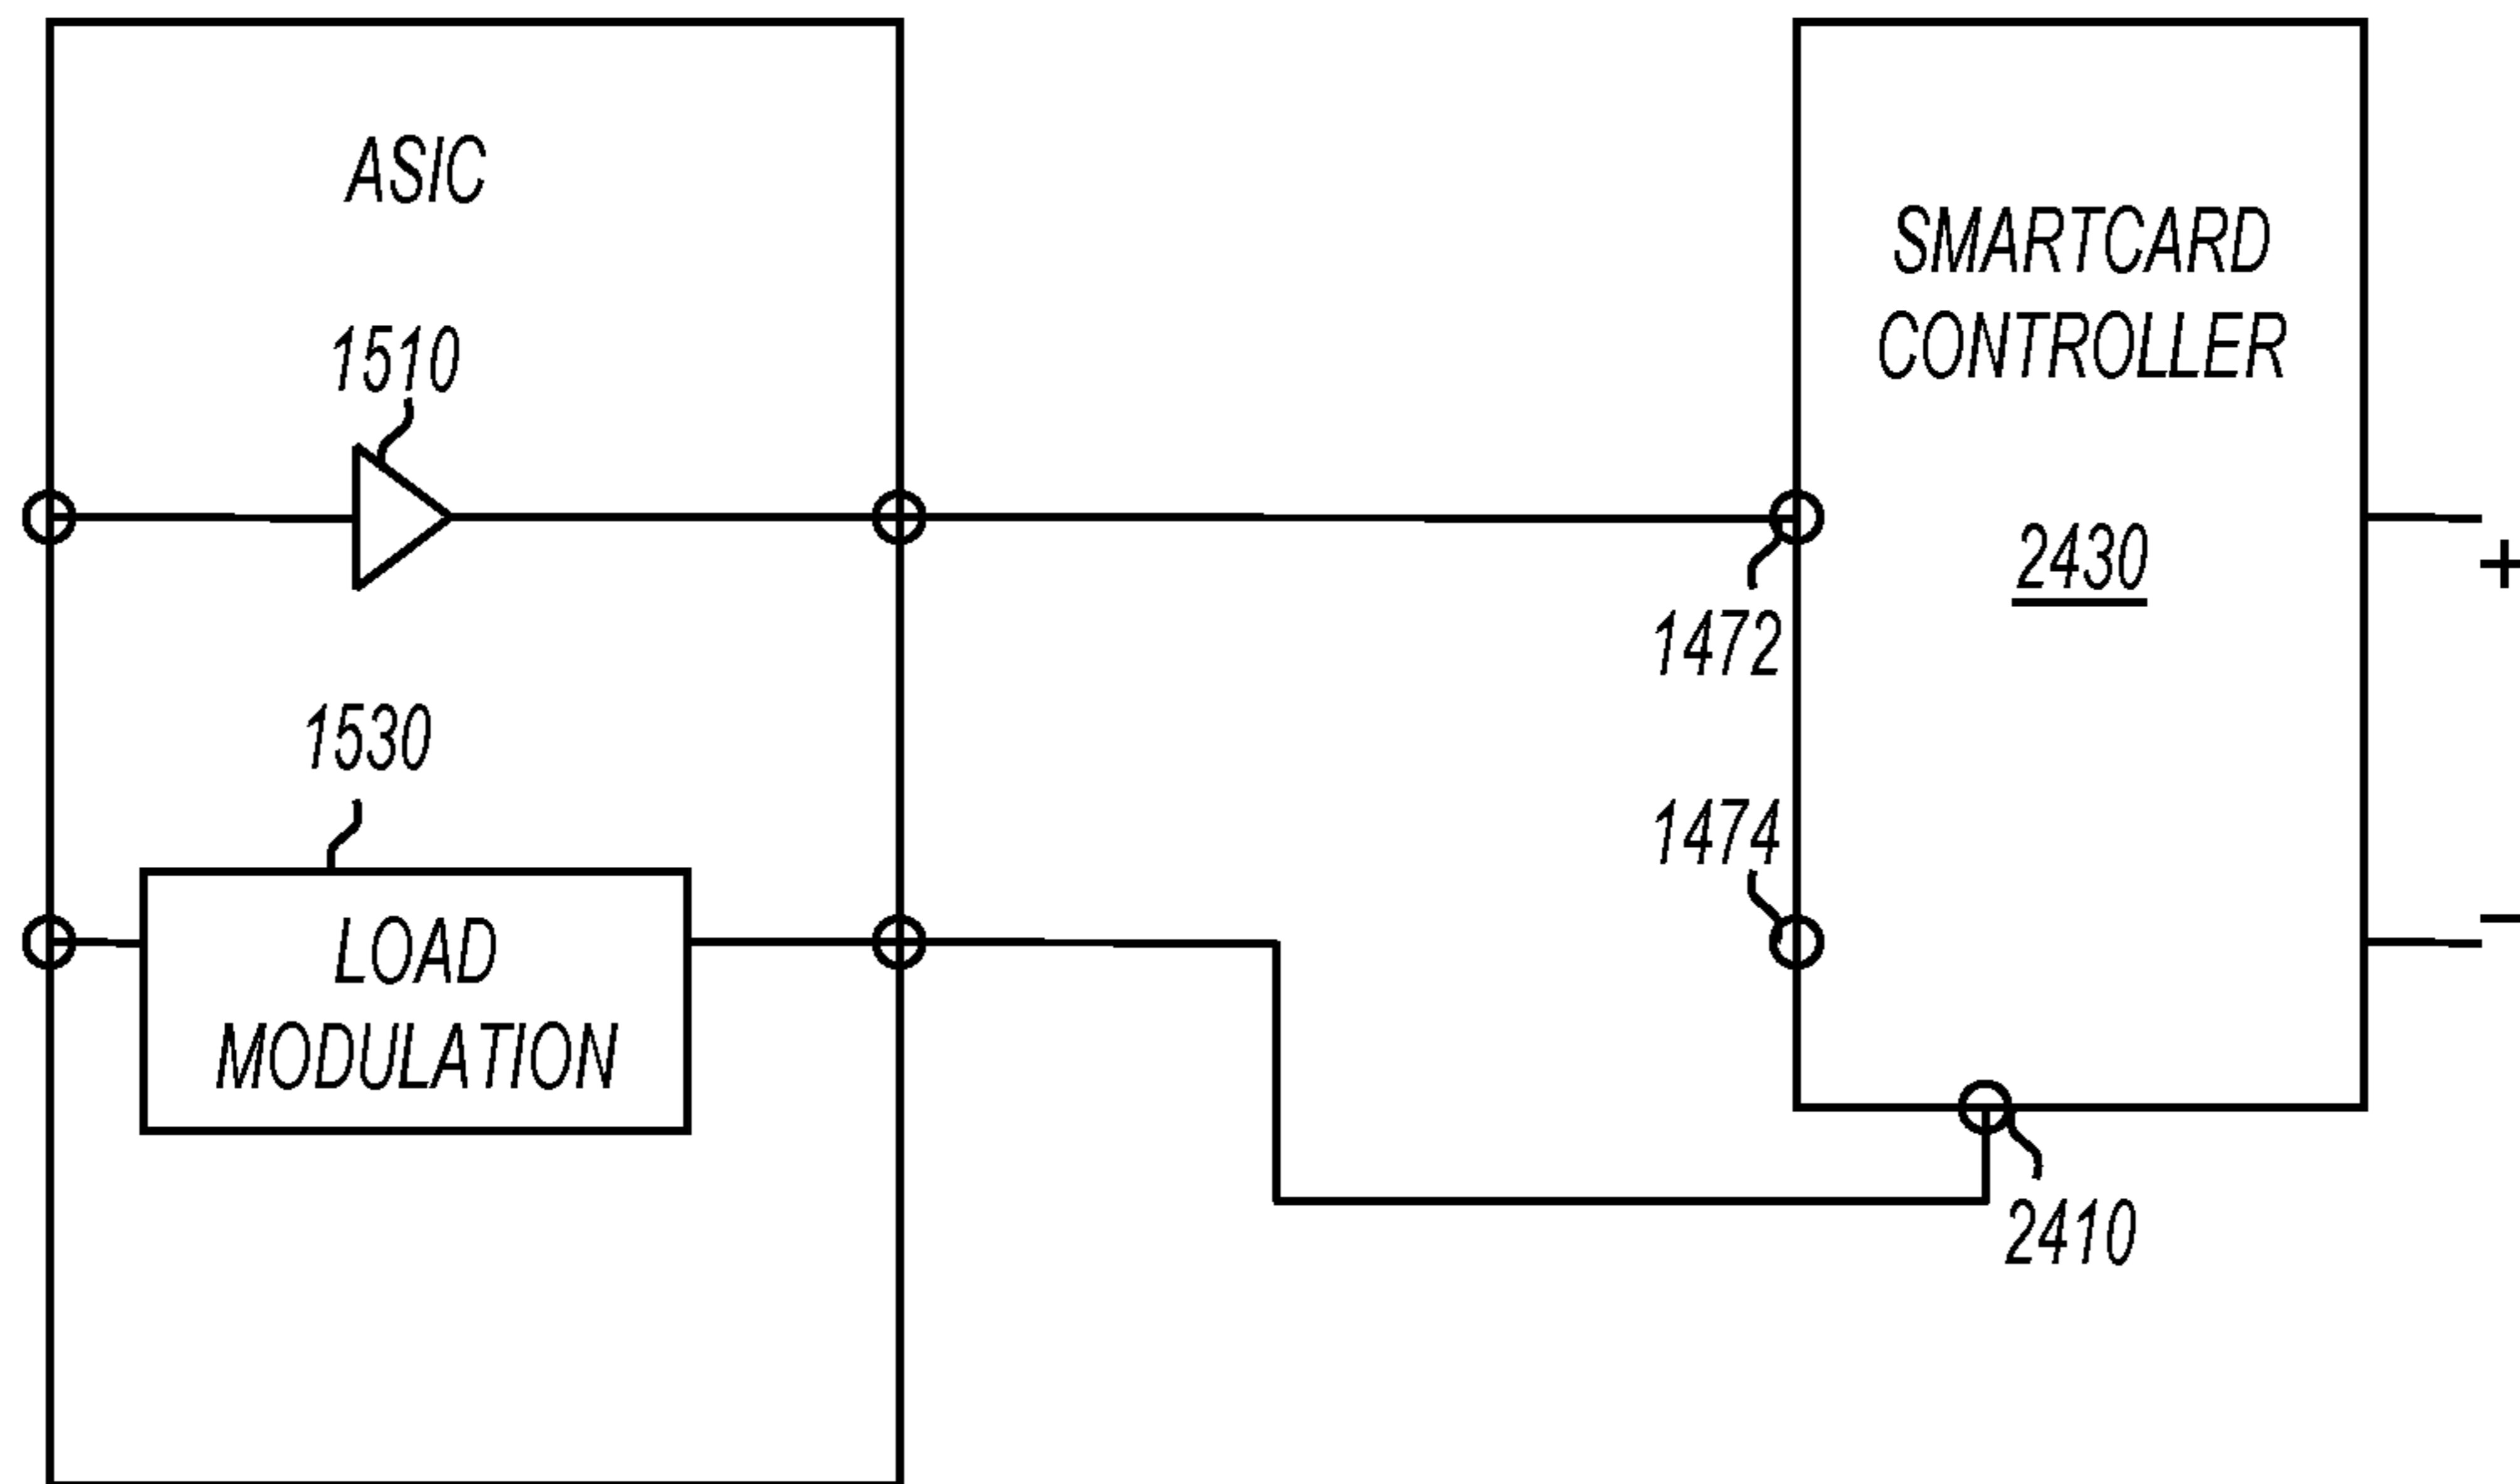 ASIC
1510
1530
LOAD
MODULATION
SMARTCARD
CONTROLLER
2430
1472
1474
2410
+
−